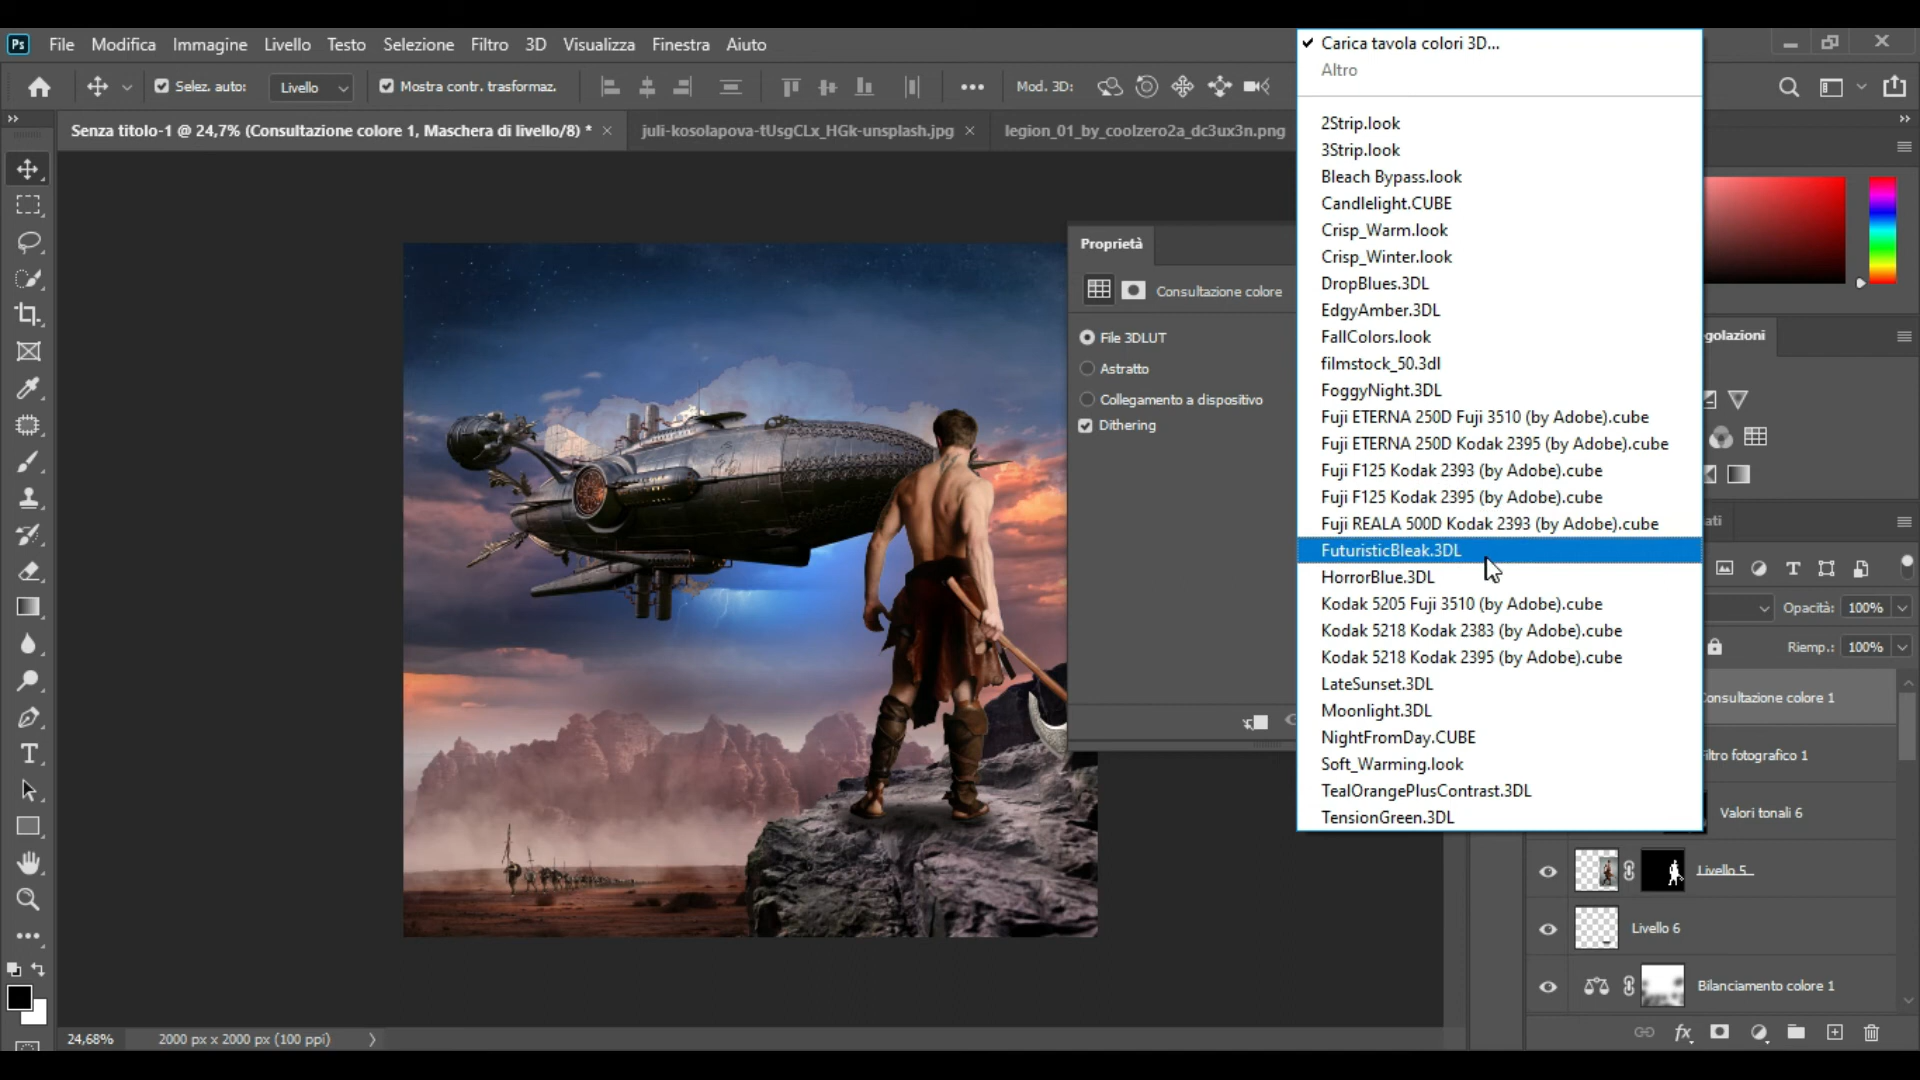 Ps File Modifica Immagine Livello Testo Selezione Filtro 3D Visualizza Finestra Aiuto
Selez. auto: Livello Mostra contr. trasformaz. Mod. 3D:
Senza titolo-1 @ 24,7% (Consultazione colore 1, Maschera di livello/8) * juli-kosolapova-tUsgCLx_HGk-unsplash.jpg legion_01_by_coolzero2a_dc3ux3n.png
Carica tavola colori 3D...
Altro
2Strip.look
3Strip.look
Bleach Bypass.look
Candlelight.CUBE
Crisp_Warm.look
Crisp_Winter.look
DropBlues.3DL
EdgyAmber.3DL
FallColors.look
filmstock_50.3dl
FoggyNight.3DL
Fuji ETERNA 250D Fuji 3510 (by Adobe).cube
Fuji ETERNA 250D Kodak 2395 (by Adobe).cube
Fuji F125 Kodak 2393 (by Adobe).cube
Fuji F125 Kodak 2395 (by Adobe).cube
Fuji REALA 500D Kodak 2393 (by Adobe).cube
FuturisticBleak.3DL
HorrorBlue.3DL
Kodak 5205 Fuji 3510 (by Adobe).cube
Kodak 5218 Kodak 2383 (by Adobe).cube
Kodak 5218 Kodak 2395 (by Adobe).cube
LateSunset.3DL
Moonlight.3DL
NightFromDay.CUBE
Soft_Warming.look
TealOrangePlusContrast.3DL
TensionGreen.3DL
Proprietà
Consultazione colore
File 3DLUT
Astratto
Collegamento a dispositivo
Dithering
golazioni
ati
Opacità: 100%
Riemp.: 100%
onsultazione colore 1
iltro fotografico 1
Valori tonali 6
Livello 5
Livello 6
Bilanciamento colore 1
fx
24,68% 2000 px x 2000 px (100 ppi)